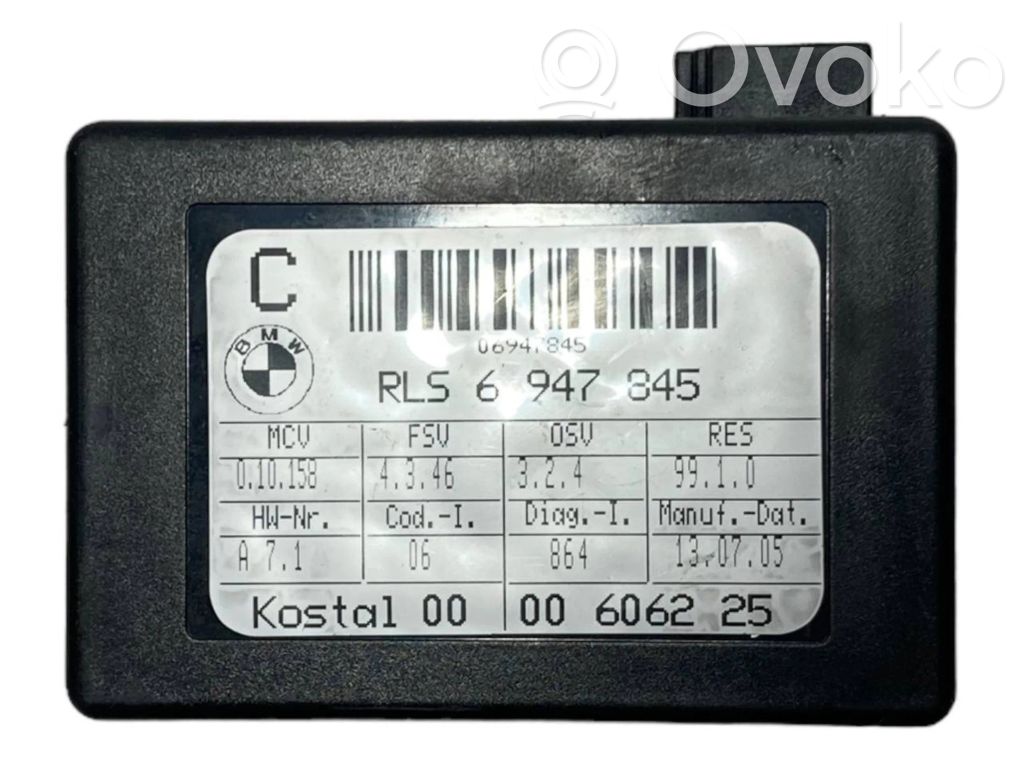 Ovoko
C
06947845
BMW
RLS 6 947 845
MCV FSV OSV RES
0.10.158 4.3.46 3.2.4 99.1.0
HW-Nr. Cod.-I. Diag.-I. Manuf.-Dat.
A 7.1 06 864 13.07.05
Kostal 00 00 6062 25